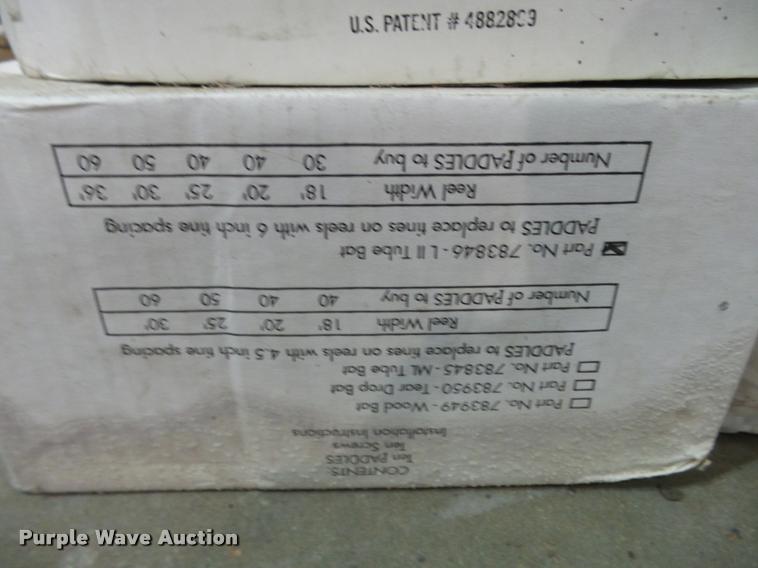 U.S. PATENT # 4882899
CONTENTS:
Ten PADDLES
Ten Screws
Installation Instructions
Part No. 783949 - Wood Bat
Part No. 783950 - Tear Drop Bat
Part No. 783845 - ML Tube Bat
PADDLES to replace tines on reels with 4.5 inch tine spacing
Reel Width 18' 20' 25' 30'
Number of PADDLES to buy 40 40 50 60
Part No. 783846 - L II Tube Bat
PADDLES to replace tines on reels with 6 inch tine spacing
Reel Width 18' 20' 25' 30' 36'
Number of PADDLES to buy 30 40 40 50 60
Purple Wave Auction